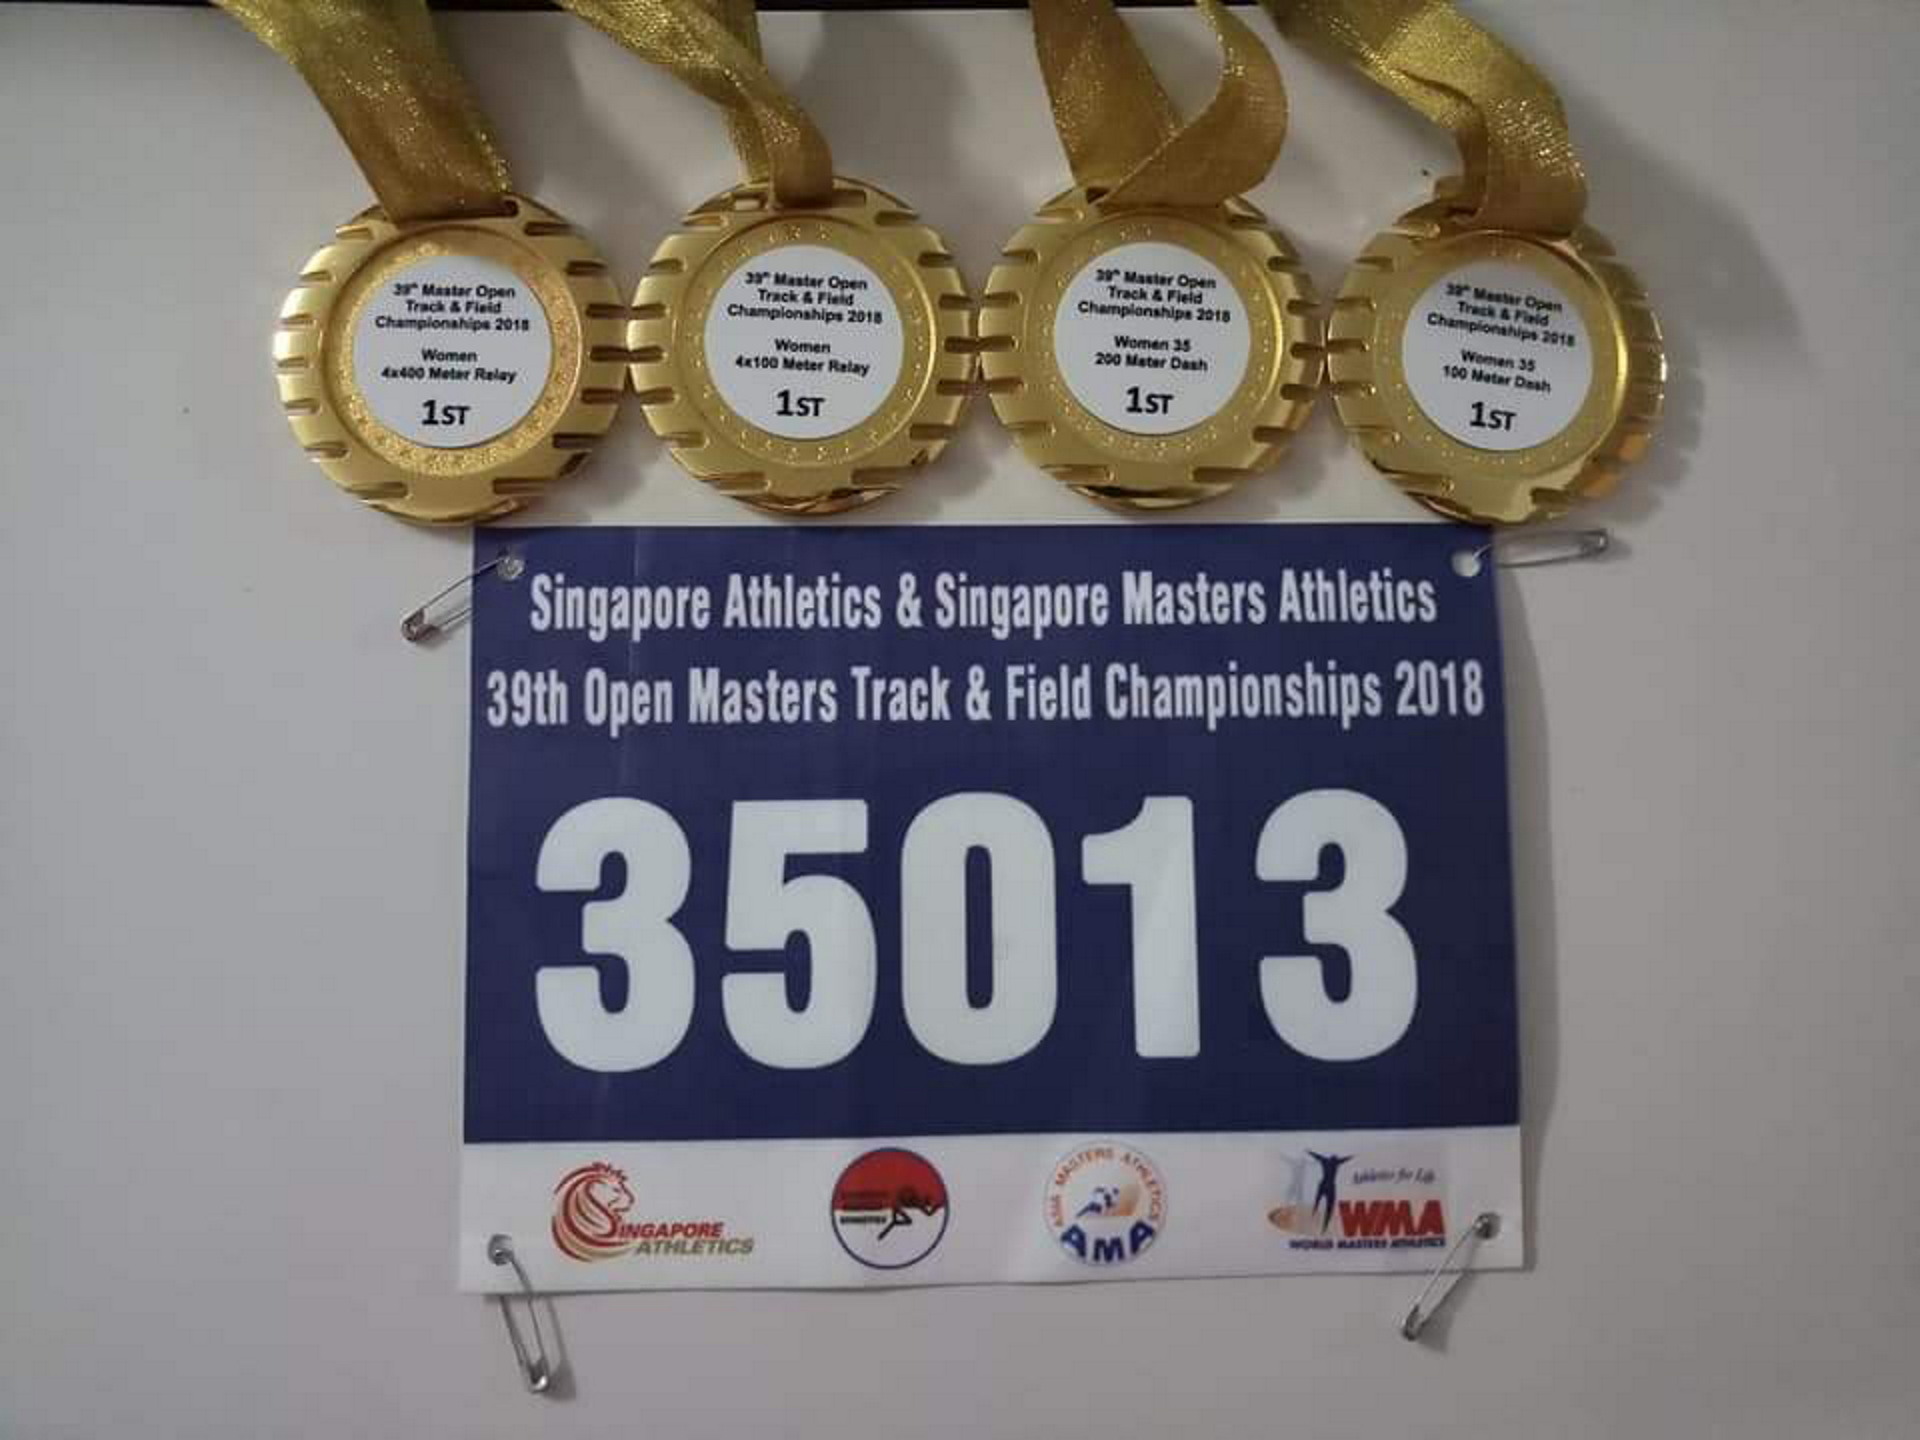 39th Master Open
Track & Field
Championships 2018
Women
4x400 Meter Relay
1ST
39th Master Open
Track & Field
Championships 2018
Women
4x100 Meter Relay
1ST
39th Master Open
Track & Field
Championships 2018
Women 35
200 Meter Dash
1ST
39th Master Open
Track & Field
Championships 2018
Women 35
100 Meter Dash
1ST
Singapore Athletics & Singapore Masters Athletics
39th Open Masters Track & Field Championships 2018
35013
SINGAPORE
ATHLETICS
ASIA MASTERS ATHLETICS
AMA
Athletics for Life
WMA
WORLD MASTERS ATHLETICS